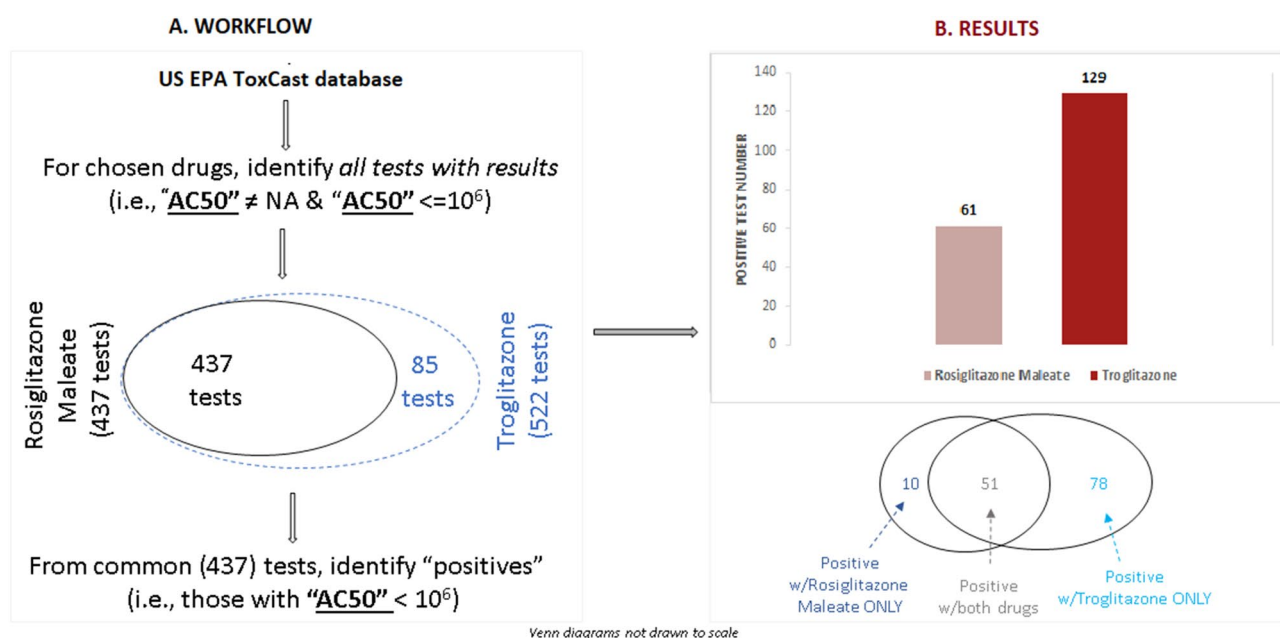 A. WORKFLOW
US EPA ToxCast database
For chosen drugs, identify all tests with results
(i.e., “AC50” ≠ NA & “AC50” <=10⁶)
Rosiglitazone
Maleate
(437 tests)
437
tests
85
tests
Troglitazone
(522 tests)
From common (437) tests, identify “positives”
(i.e., those with “AC50” < 10⁶)
B. RESULTS
POSITIVE TEST NUMBER
140
120
100
80
60
40
20
0
61
129
Rosiglitazone Maleate
Troglitazone
10
51
78
Positive
w/Rosiglitazone
Maleate ONLY
Positive
w/both drugs
Positive
w/Troglitazone ONLY
Venn diagrams not drawn to scale